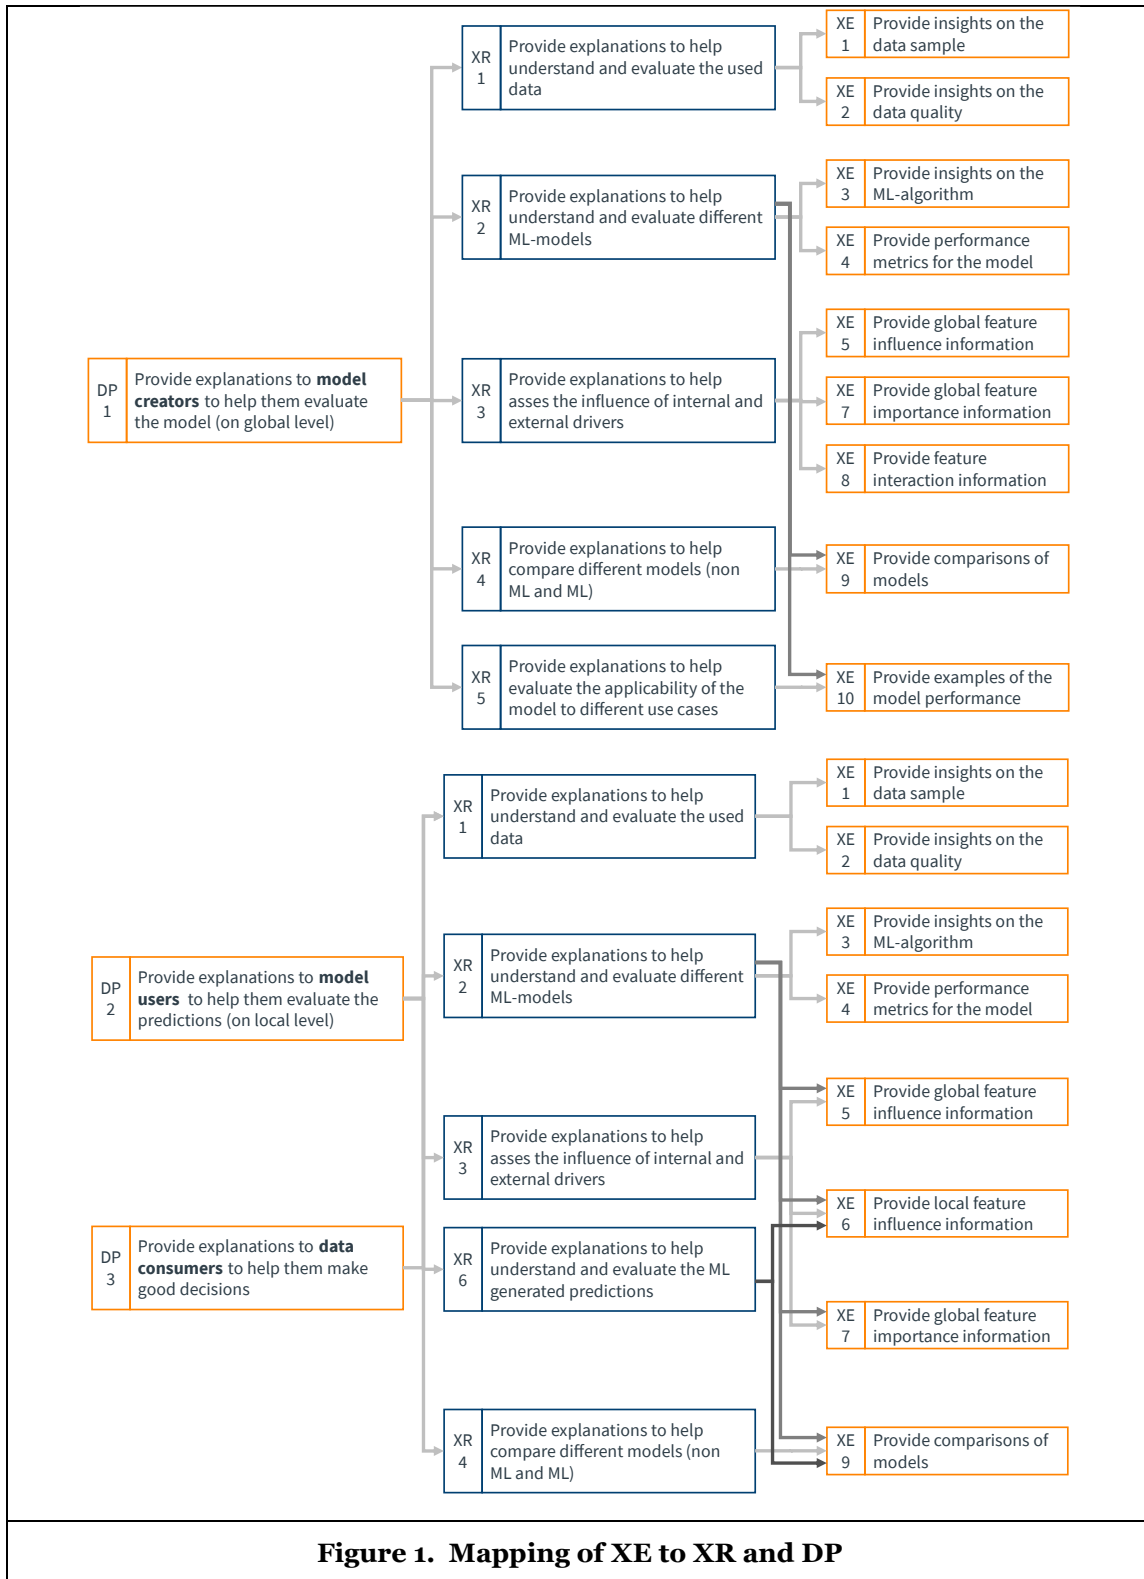 XR
1
Provide explanations to help
understand and evaluate the used
data
XE
1
Provide insights on the
data sample
XE
2
Provide insights on the
data quality
XR
2
Provide explanations to help
understand and evaluate different
ML-models
XE
3
Provide insights on the
ML-algorithm
XE
4
Provide performance
metrics for the model
DP
1
Provide explanations to model
creators to help them evaluate
the model (on global level)
XR
3
Provide explanations to help
asses the influence of internal and
external drivers
XE
5
Provide global feature
influence information
XE
7
Provide global feature
importance information
XE
8
Provide feature
interaction information
XR
4
Provide explanations to help
compare different models (non
ML and ML)
XE
9
Provide comparisons of
models
XR
5
Provide explanations to help
evaluate the applicability of the
model to different use cases
XE
10
Provide examples of the
model performance
XR
1
Provide explanations to help
understand and evaluate the used
data
XE
1
Provide insights on the
data sample
XE
2
Provide insights on the
data quality
DP
2
Provide explanations to model
users to help them evaluate the
predictions (on local level)
XR
2
Provide explanations to help
understand and evaluate different
ML-models
XE
3
Provide insights on the
ML-algorithm
XE
4
Provide performance
metrics for the model
XR
3
Provide explanations to help
asses the influence of internal and
external drivers
XE
5
Provide global feature
influence information
XE
6
Provide local feature
influence information
DP
3
Provide explanations to data
consumers to help them make
good decisions
XR
6
Provide explanations to help
understand and evaluate the ML
generated predictions
XE
7
Provide global feature
importance information
XR
4
Provide explanations to help
compare different models (non
ML and ML)
XE
9
Provide comparisons of
models
Figure 1. Mapping of XE to XR and DP